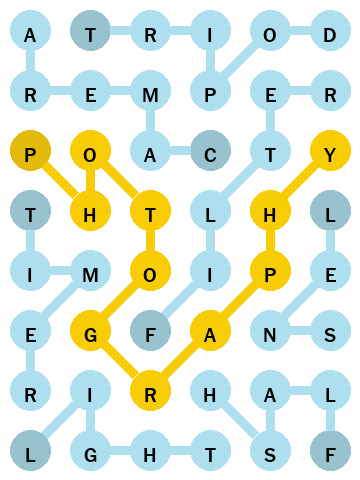 A T R I O D
R E M P E R
P O A C T Y
T H T L H L
I M O I P E
E G F A N S
R I R H A L
L G H T S F